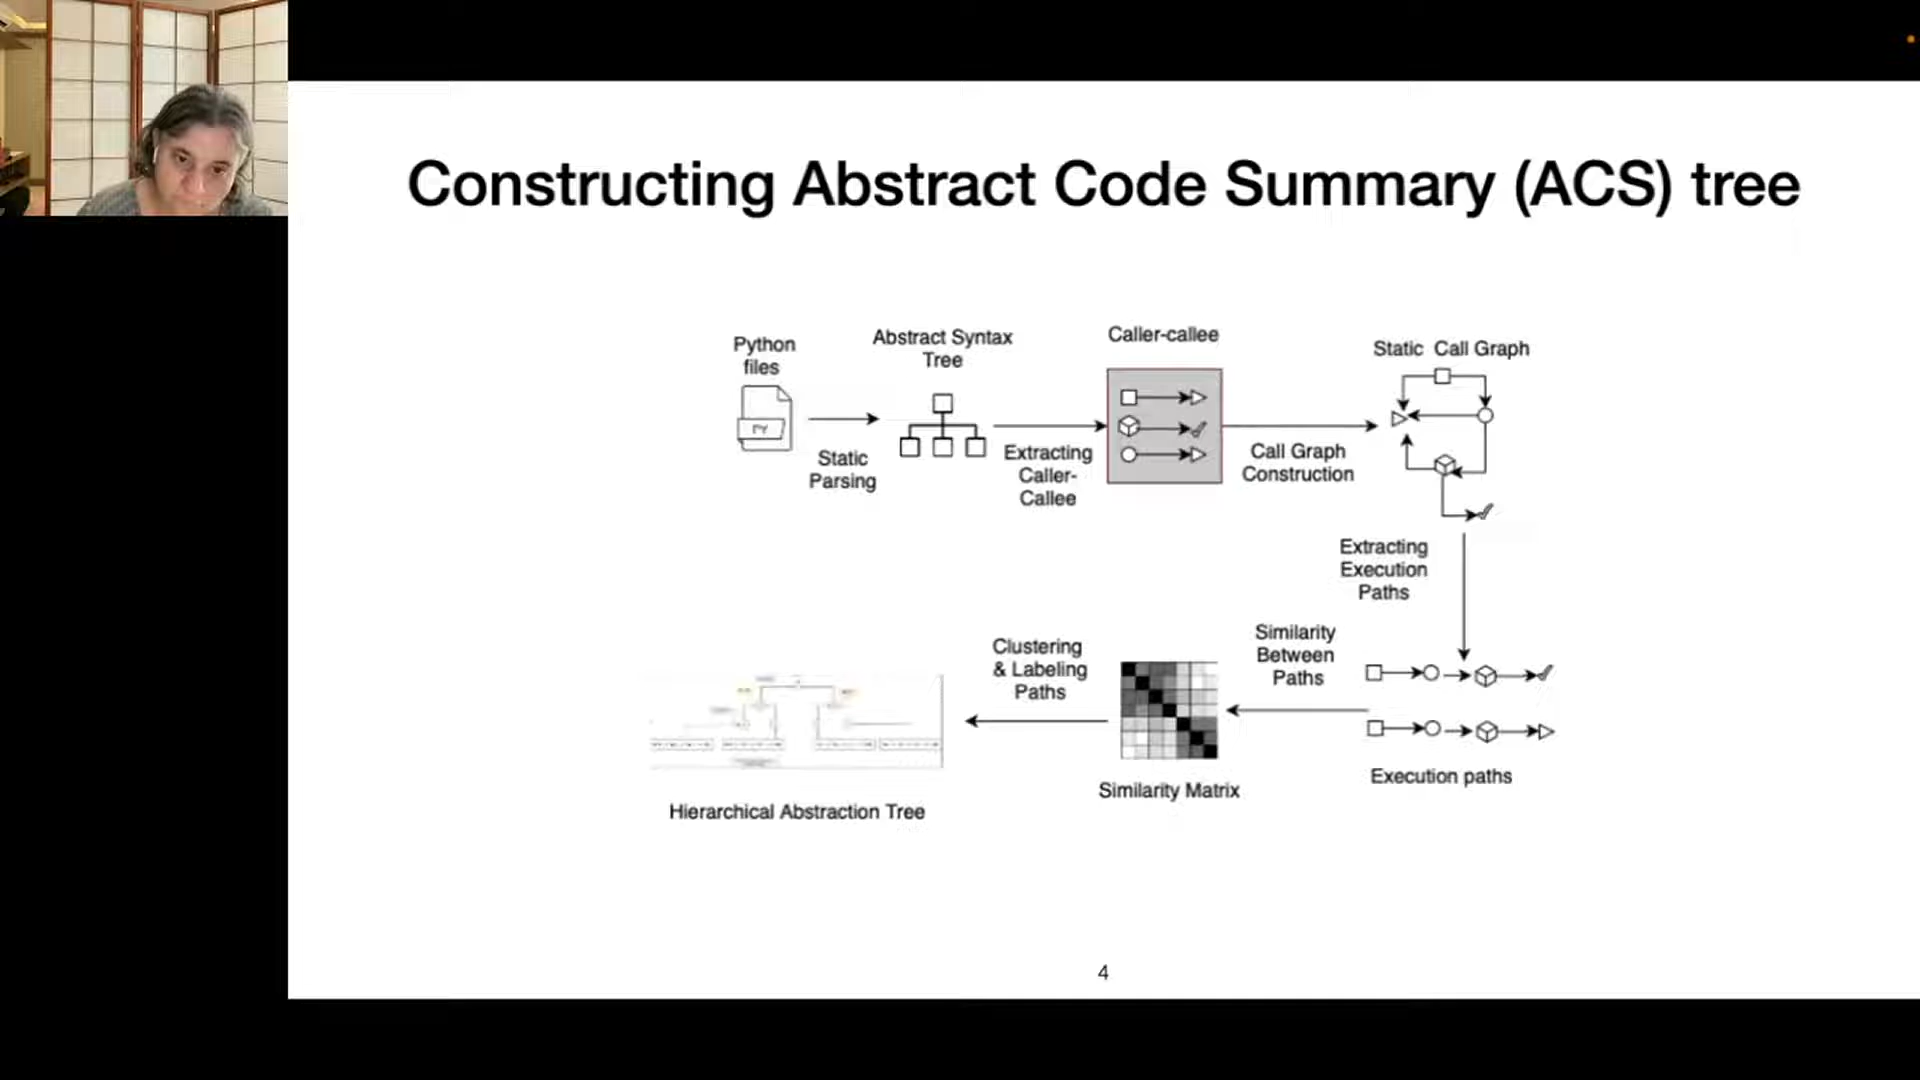 Constructing Abstract Code Summary (ACS) tree
Python
files
PY
Static
Parsing
Abstract Syntax
Tree
Extracting
Caller-
Callee
Caller-callee
Call Graph
Construction
Static Call Graph
Extracting
Execution
Paths
Execution paths
Similarity
Between
Paths
Similarity Matrix
Clustering
& Labeling
Paths
Hierarchical Abstraction Tree
4